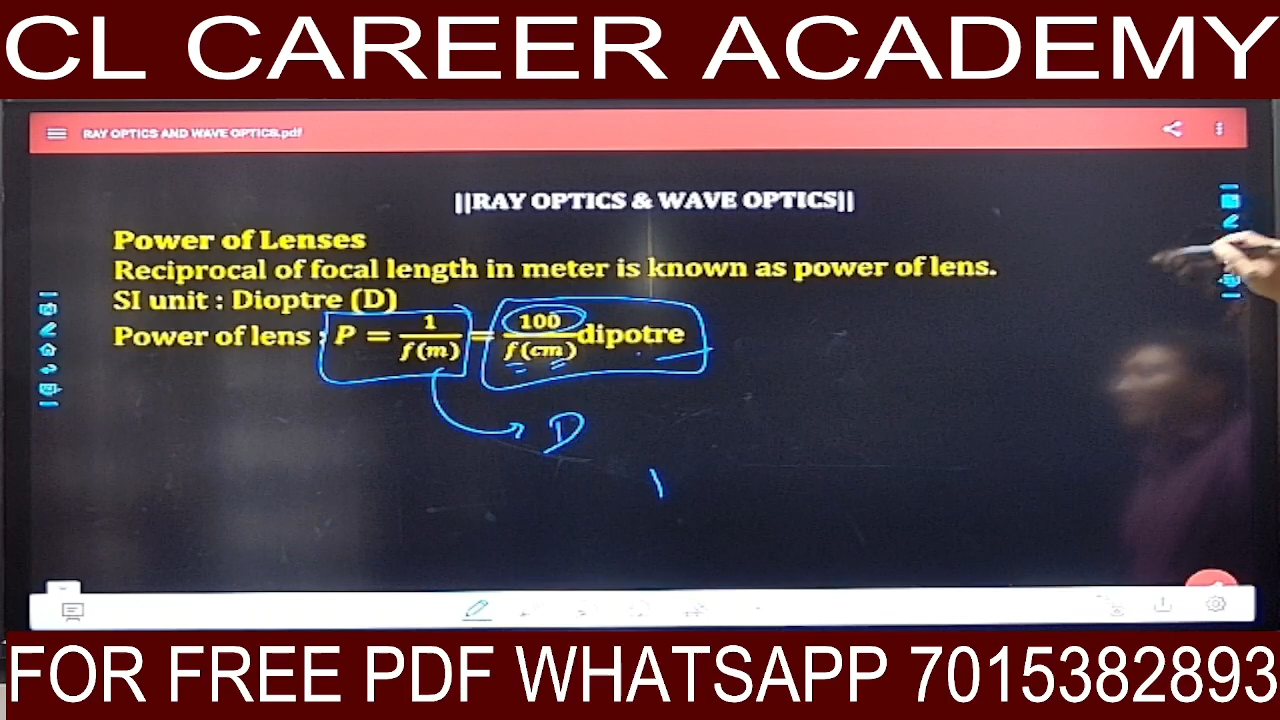 CL CAREER ACADEMY
RAY OPTICS AND WAVE OPTICS.pdf
||RAY OPTICS & WAVE OPTICS||
Power of Lenses
Reciprocal of focal length in meter is known as power of lens.
SI unit : Dioptre (D)
Power of lens : P = 1/f(m) = 100/f(cm) dipotre
D
FOR FREE PDF WHATSAPP 7015382893